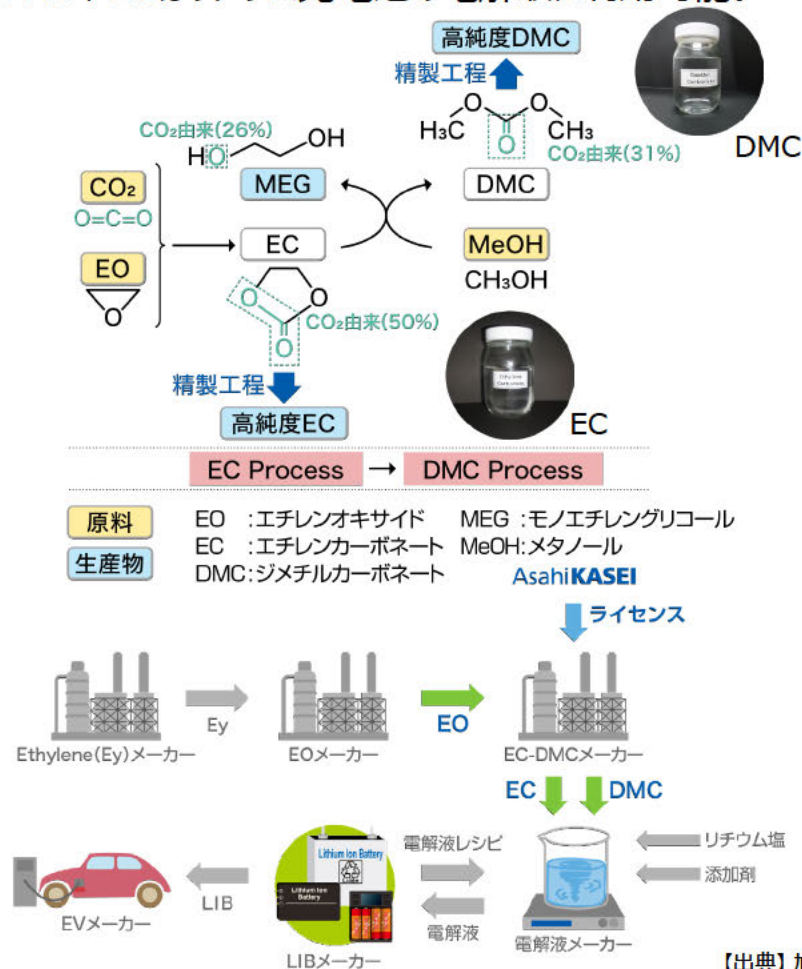 高純度DMC
精製工程
H₃C
O
O
CH₃
O
CO₂由来(31%)
DMC
CO₂由来(26%)
HO
OH
CO₂
O=C=O
MEG
DMC
EO
O
EC
MeOH
CH₃OH
O
O
O
CO₂由来(50%)
精製工程
高純度EC
EC
EC Process → DMC Process
原料
生産物
EO :エチレンオキサイド
EC :エチレンカーボネート
DMC:ジメチルカーボネート
MEG :モノエチレングリコール
MeOH:メタノール
AsahiKASEI
ライセンス
Ey
EO
Ethylene(Ey)メーカー
EOメーカー
EC-DMCメーカー
EC
DMC
電解液レシピ
リチウム塩
添加剤
Lithium Ion Battery
Lithium Ion
Battery
LIB
電解液
EVメーカー
LIBメーカー
電解液メーカー
【出典】